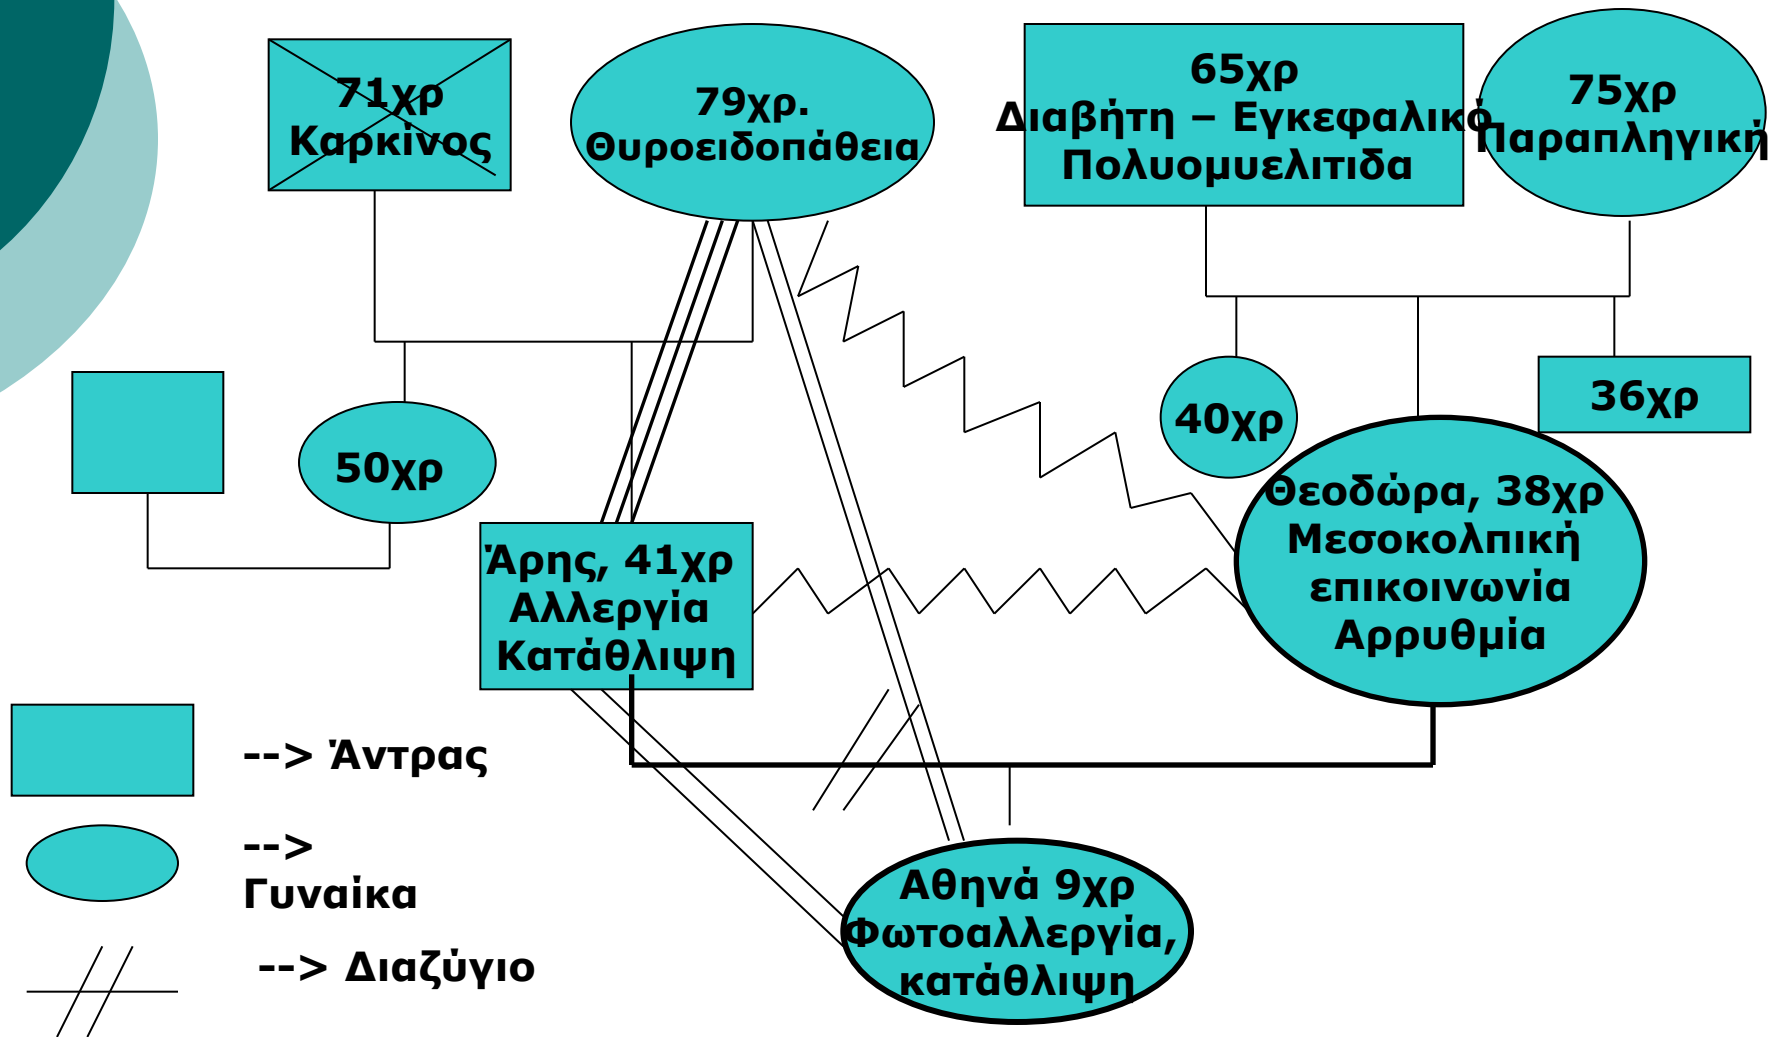 71χρ
Καρκίνος
79χρ.
Θυροειδοπάθεια
65χρ
Διαβήτη – Εγκεφαλικό
Πολυομυελιτιδα
75χρ
Παραπληγική
40χρ
36χρ
50χρ
Θεοδώρα, 38χρ
Μεσοκολπική
επικοινωνία
Αρρυθμία
Άρης, 41χρ
Αλλεργία
Κατάθλιψη
--> Άντρας
-->
Γυναίκα
--> Διαζύγιο
Αθηνά 9χρ
Φωτοαλλεργία,
κατάθλιψη